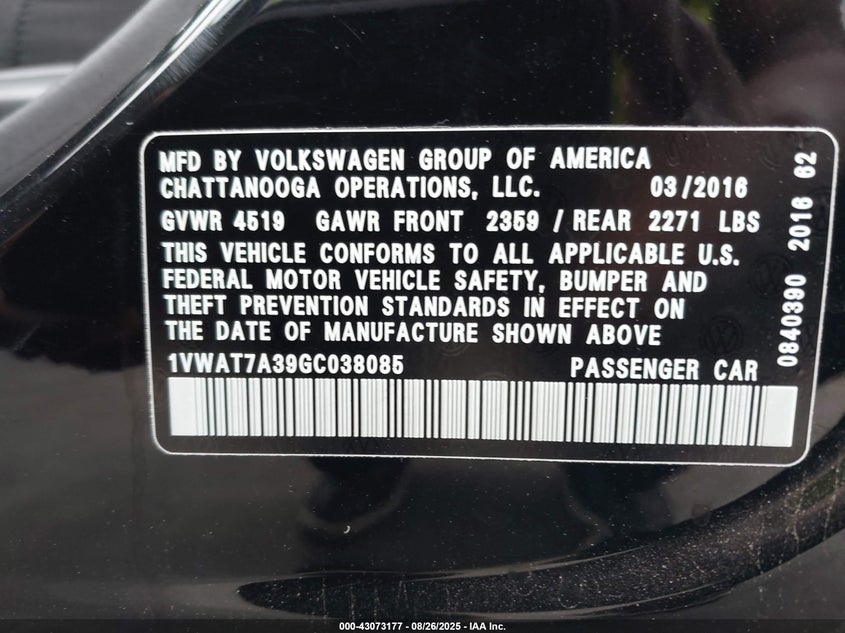 MFD BY VOLKSWAGEN GROUP OF AMERICA
CHATTANOOGA OPERATIONS, LLC. 03/2016
GVWR 4519 GAWR FRONT 2359 / REAR 2271 LBS
THIS VEHICLE CONFORMS TO ALL APPLICABLE U.S.
FEDERAL MOTOR VEHICLE SAFETY, BUMPER AND
THEFT PREVENTION STANDARDS IN EFFECT ON
THE DATE OF MANUFACTURE SHOWN ABOVE
1VWAT7A39GC038085 PASSENGER CAR
0840390 2016 62
000-43073177 - 08/26/2025 - IAA Inc.